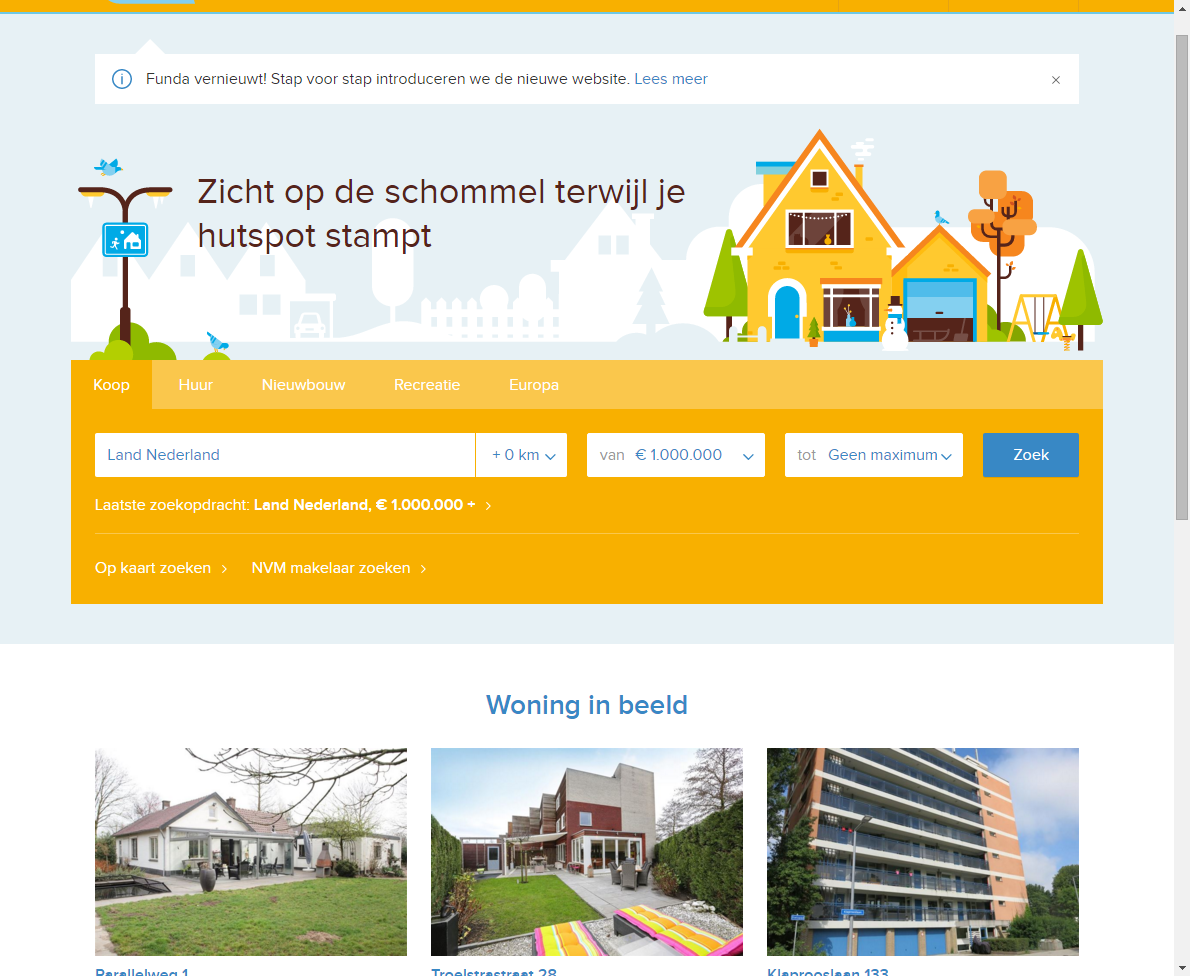 Funda vernieuwt! Stap voor stap introduceren we de nieuwe website. Lees meer
Zicht op de schommel terwijl je
hutspot stampt
Koop Huur Nieuwbouw Recreatie Europa
Land Nederland + 0 km van € 1.000.000 tot Geen maximum Zoek
Laatste zoekopdracht: Land Nederland, € 1.000.000 +
Op kaart zoeken NVM makelaar zoeken
Woning in beeld
Parallelweg 1 Troelstrastraat 28 Klaprooslaan 133